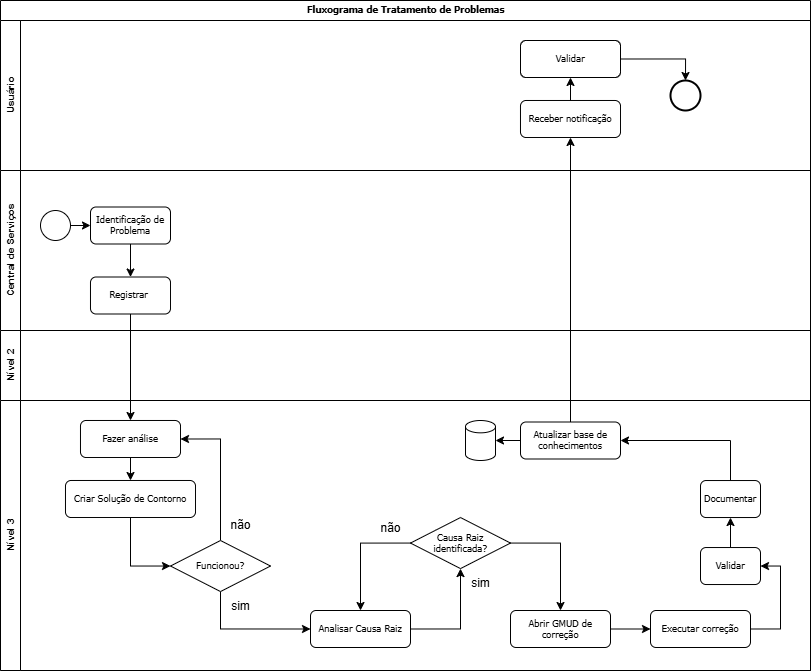 Fluxograma de Tratamento de Problemas
Usuário
Validar
Receber notificação
Central de Serviços
Identificação de
Problema
Registrar
Nível 2
Nível 3
Fazer análise
Criar Solução de Contorno
não
Funcionou?
sim
Analisar Causa Raiz
não
Causa Raiz
identificada?
sim
Abrir GMUD de
correção
Executar correção
Validar
Documentar
Atualizar base de
conhecimentos